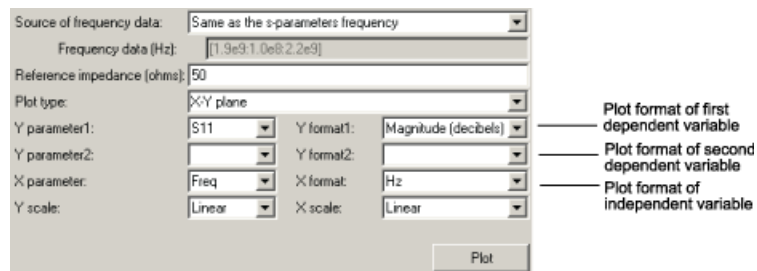 Source of frequency data: Same as the s-parameters frequency
Frequency data (Hz): [1.9e9:1.0e8:2.2e9]
Reference impedance (ohms): 50
Plot type: X-Y plane
Y parameter1: S11 Y format1: Magnitude (decibels)
Y parameter2: Y format2:
X parameter: Freq X format: Hz
Y scale: Linear X scale: Linear
Plot
Plot format of first
dependent variable
Plot format of second
dependent variable
Plot format of
independent variable